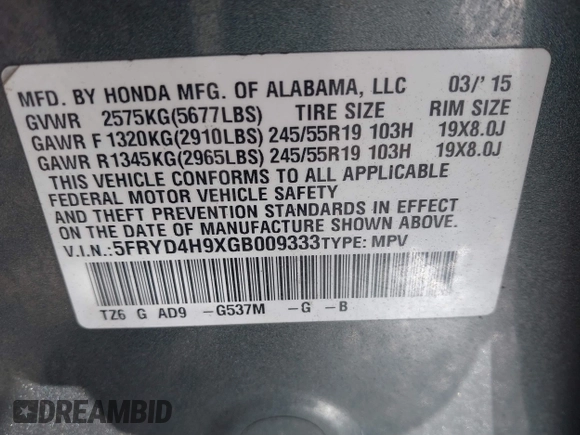 MFD. BY HONDA MFG. OF ALABAMA, LLC 03/'15
GVWR 2575KG(5677LBS) TIRE SIZE RIM SIZE
GAWR F 1320KG(2910LBS) 245/55R19 103H 19X8.0J
GAWR R1345KG(2965LBS) 245/55R19 103H 19X8.0J
THIS VEHICLE CONFORMS TO ALL APPLICABLE
FEDERAL MOTOR VEHICLE SAFETY
AND THEFT PREVENTION STANDARDS IN EFFECT
ON THE DATE OF MANUFACTURE SHOWN ABOVE.
V.I.N.:5FRYD4H9XGB009333 TYPE: MPV
TZ6 G AD9 -G537M -G -B
DREAMBID